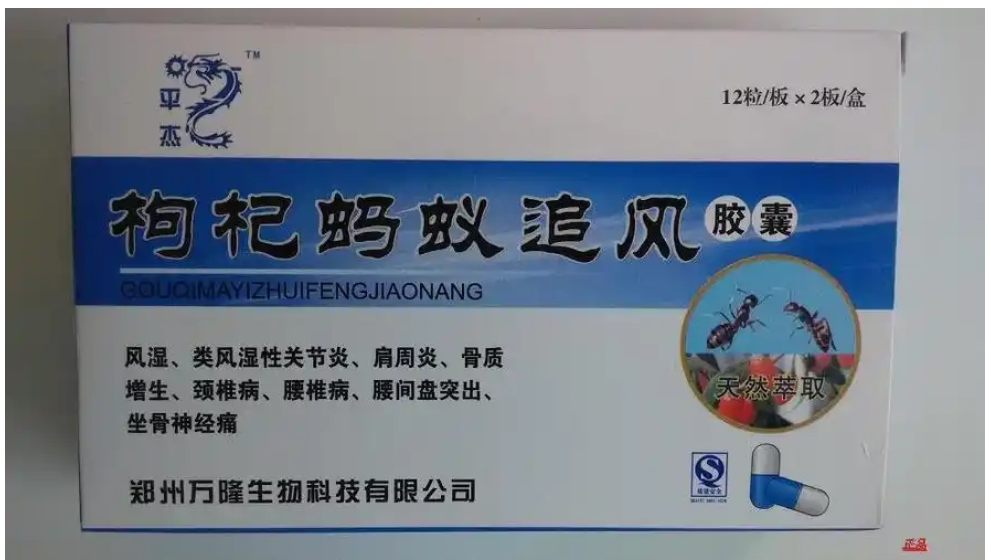 TM
平杰
12粒/板×2板/盒
枸杞蚂蚁追风胶囊
GOUQIMAYIZHUIFENGJIAONANG
风湿、类风湿性关节炎、肩周炎、骨质
增生、颈椎病、腰椎病、腰间盘突出、
坐骨神经痛
天然萃取
郑州万隆生物科技有限公司
正品